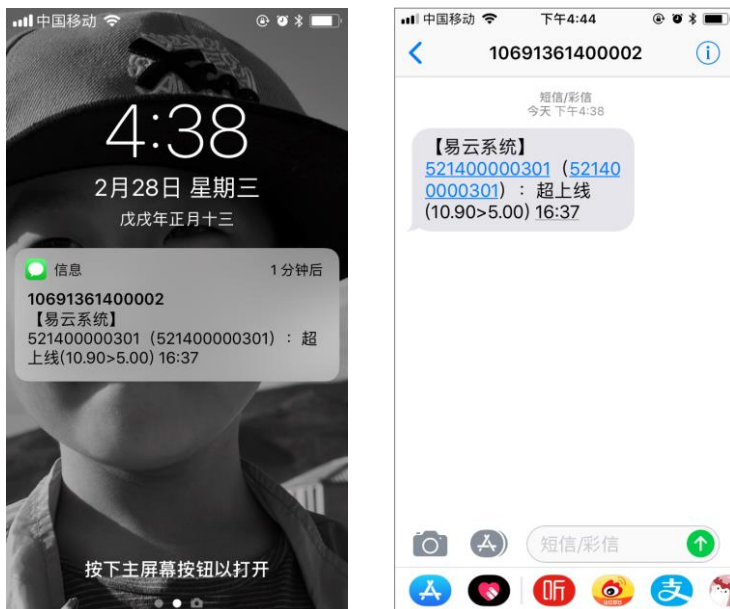 中国移动
4:38
2月28日 星期三
戊戌年正月十三
信息
1分钟后
10691361400002
【易云系统】
521400000301（521400000301）：超
上线(10.90>5.00) 16:37
按下主屏幕按钮以打开
中国移动
下午4:44
10691361400002
短信/彩信
今天 下午4:38
【易云系统】
521400000301（52140
0000301）：超上线
(10.90>5.00) 16:37
短信/彩信
听
支